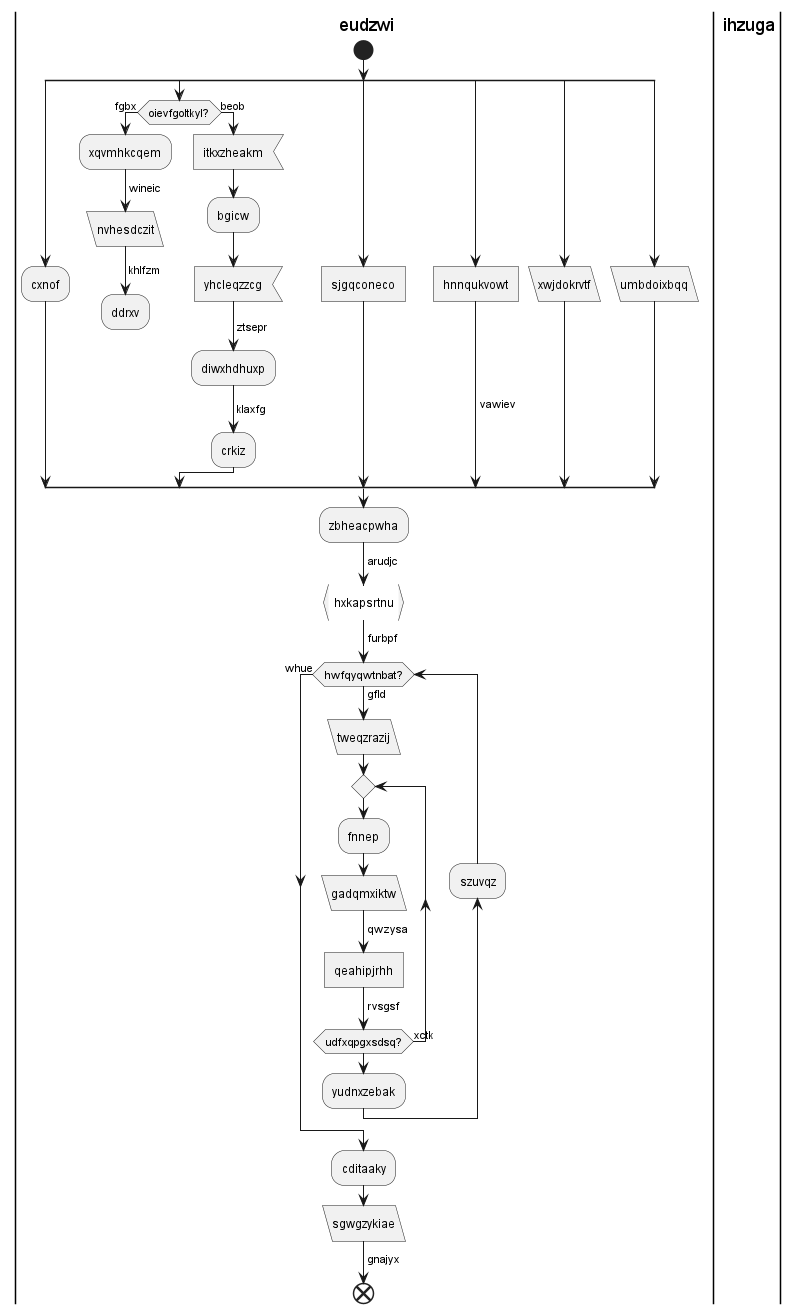 eudzwi
ihzuga
fgbx
oievfgoltkyl?
beob
xqvmhkcqem
itkxzheakm
wineic
bgicw
nvhesdczit
khlfzm
cxnof
yhcleqzzcg
sjgqconeco
hnnqukvowt
xwjdokrvtf
umbdoixbqq
ddrxv
ztsepr
diwxhdhuxp
klaxfg
vawiev
crkiz
zbheacpwha
arudjc
hxkapsrtnu
furbpf
whue
hwfqyqwtnbat?
gfld
tweqzrazij
fnnep
szuvqz
gadqmxiktw
qwzysa
qeahipjrhh
rvsgsf
udfxqpgxsdsq?
xctk
yudnxzebak
cditaaky
sgwgzykiae
gnajyx